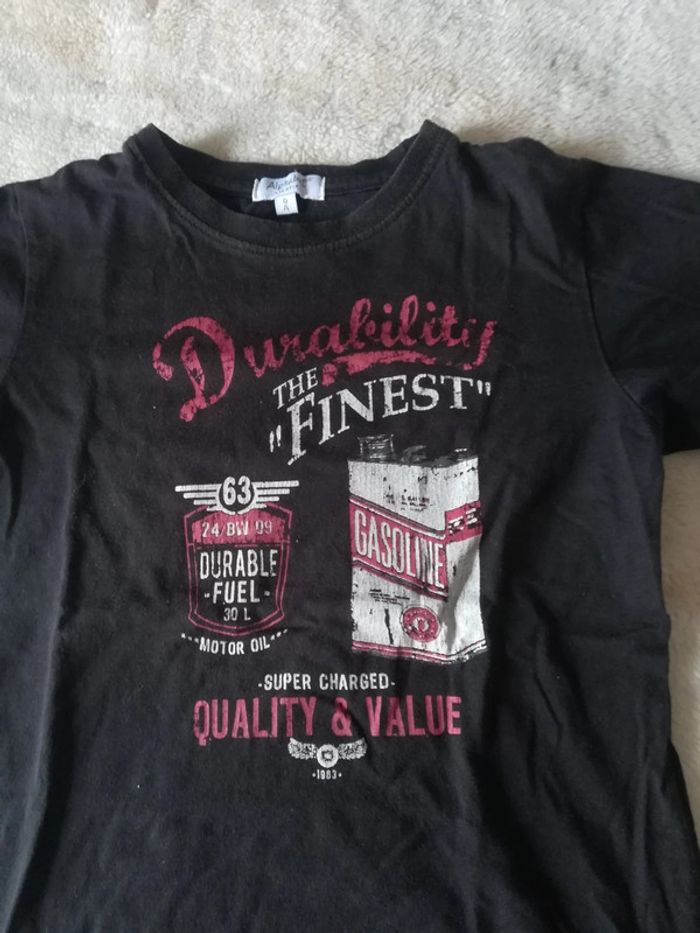 Durability
THE
"FINEST"
63
24/BW 09
DURABLE
-FUEL-
30 L
•••MOTOR OIL•••
GASOLINE
-SUPER CHARGED-
QUALITY & VALUE
•1983•